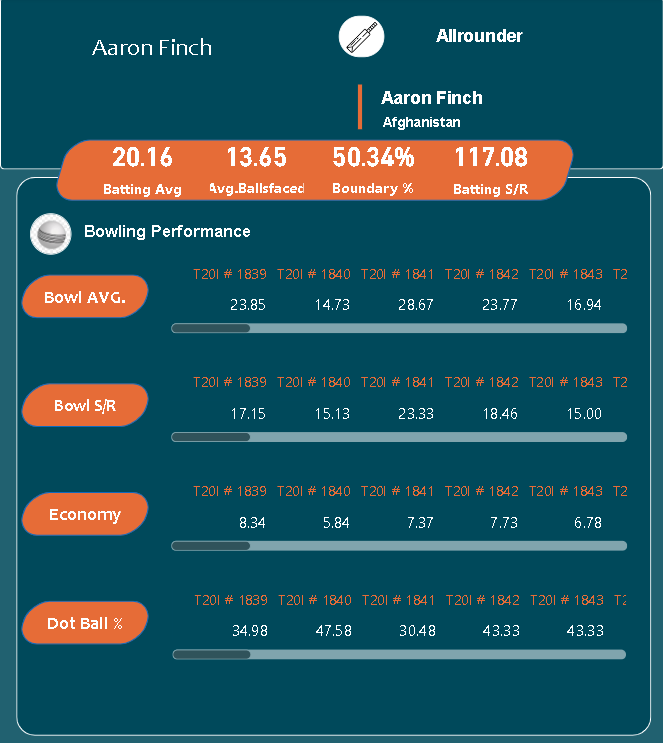 Aaron Finch
Allrounder
Aaron Finch
Afghanistan
20.16 13.65 50.34% 117.08
Batting Avg Avg.Ballsfaced Boundary % Batting S/R
Bowling Performance
T20I # 1839 T20I # 1840 T20I # 1841 T20I # 1842 T20I # 1843 T2
Bowl AVG.
23.85 14.73 28.67 23.77 16.94
T20I # 1839 T20I # 1840 T20I # 1841 T20I # 1842 T20I # 1843 T2
Bowl S/R
17.15 15.13 23.33 18.46 15.00
T20I # 1839 T20I # 1840 T20I # 1841 T20I # 1842 T20I # 1843 T2
Economy
8.34 5.84 7.37 7.73 6.78
T20I # 1839 T20I # 1840 T20I # 1841 T20I # 1842 T20I # 1843 T2
Dot Ball %
34.98 47.58 30.48 43.33 43.33